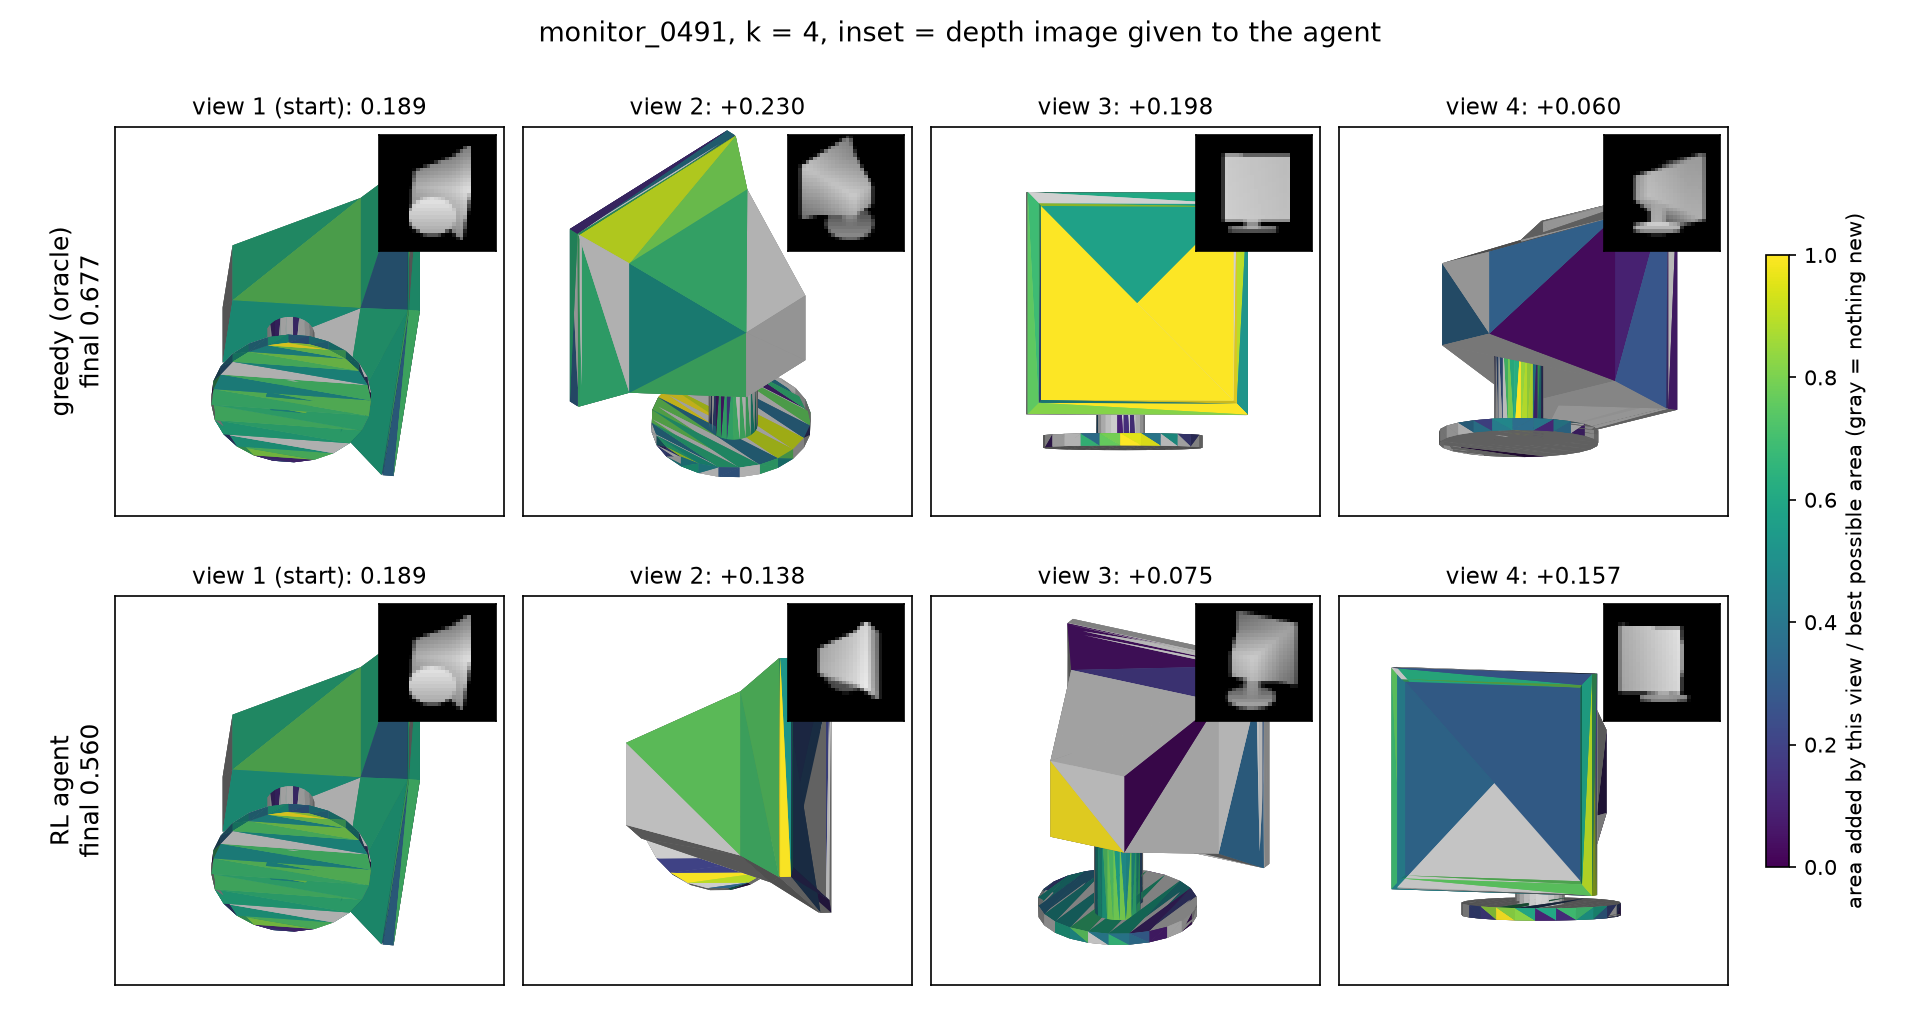 monitor_0491, k = 4, inset = depth image given to the agent
greedy (oracle)
final 0.677
view 1 (start): 0.189
view 2: +0.230
view 3: +0.198
view 4: +0.060
RL agent
final 0.560
view 1 (start): 0.189
view 2: +0.138
view 3: +0.075
view 4: +0.157
1.0
0.8
0.6
0.4
0.2
0.0
area added by this view / best possible area (gray = nothing new)